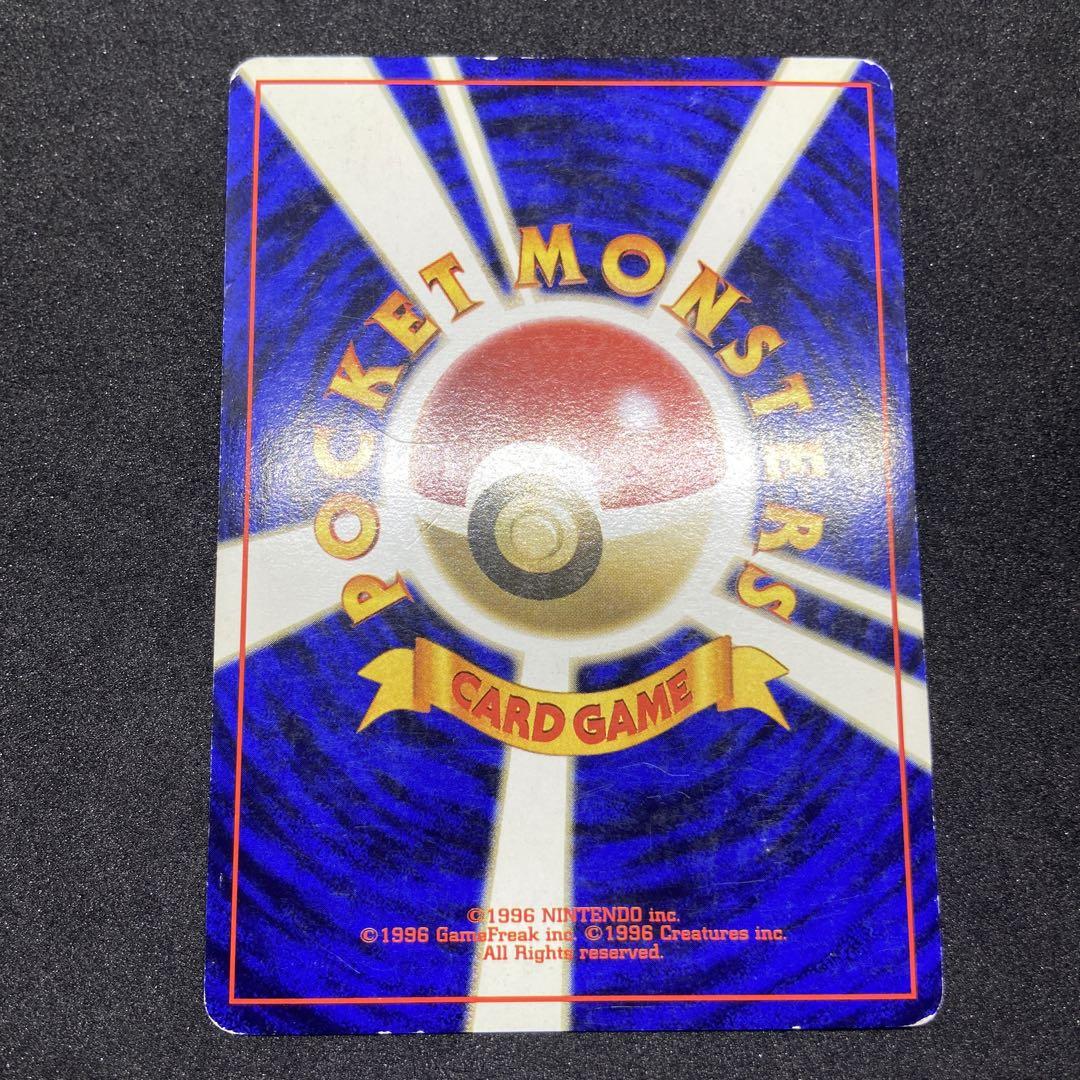 POCKET MONSTERS
CARD GAME
©1996 NINTENDO inc.
©1996 GameFreak inc. ©1996 Creatures inc.
All Rights reserved.